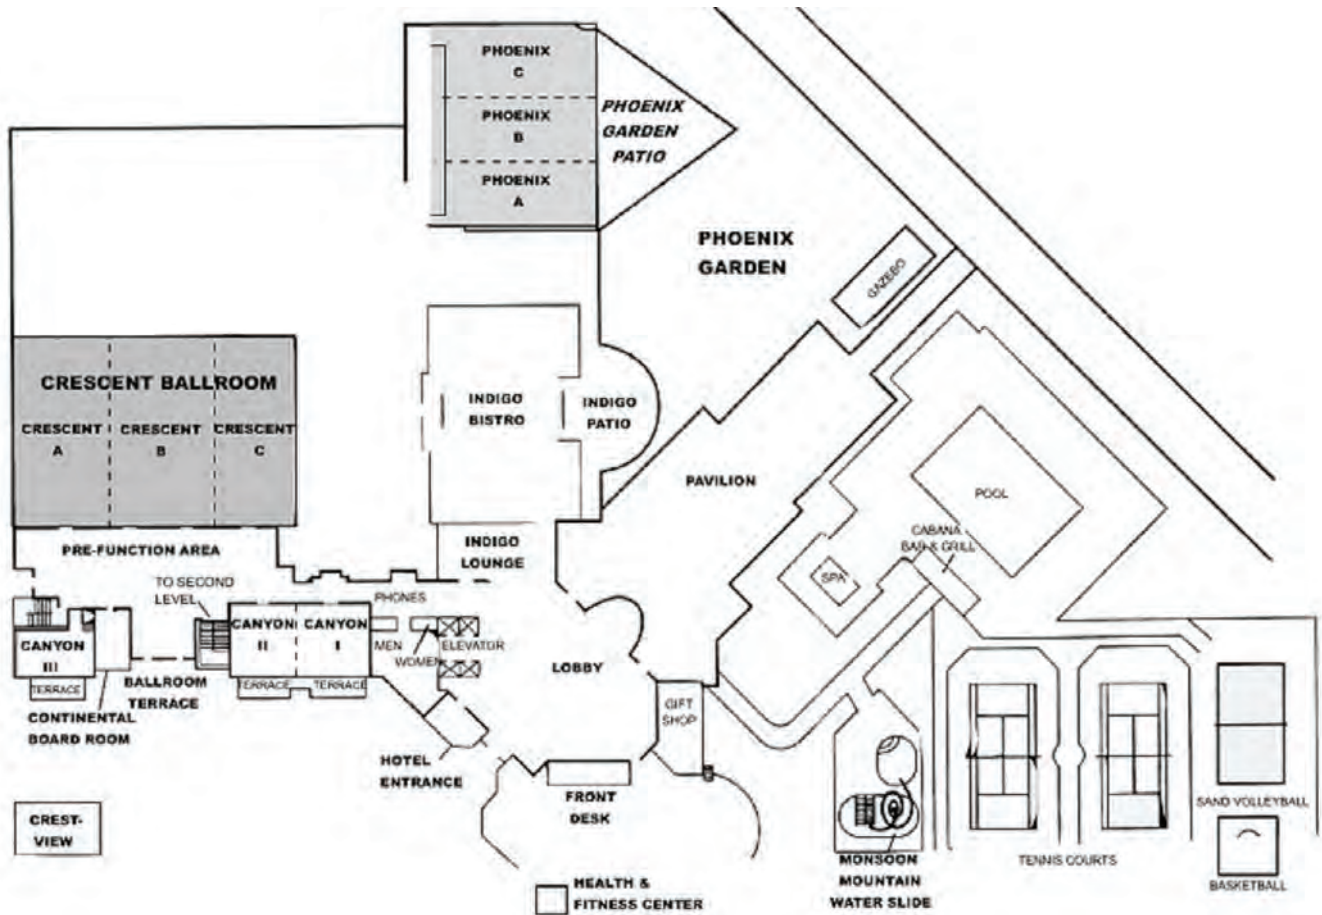 PHOENIX
C
PHOENIX
B
PHOENIX
A
PHOENIX
GARDEN
PATIO
PHOENIX
GARDEN
GAZEBO
CRESCENT BALLROOM
CRESCENT
A
CRESCENT
B
CRESCENT
C
INDIGO
BISTRO
INDIGO
PATIO
PAVILION
POOL
CABANA
BAR & GRILL
SPA
PRE-FUNCTION AREA
INDIGO
LOUNGE
TO SECOND
LEVEL
PHONES
CANYON
III
CANYON
II
CANYON
I
MEN
WOMEN
ELEVATOR
LOBBY
TERRACE
BALLROOM
TERRACE
TERRACE
TERRACE
CONTINENTAL
BOARD ROOM
GIFT
SHOP
HOTEL
ENTRANCE
FRONT
DESK
CREST-
VIEW
SAND VOLLEYBALL
TENNIS COURTS
BASKETBALL
MONSOON
MOUNTAIN
WATER SLIDE
HEALTH &
FITNESS CENTER